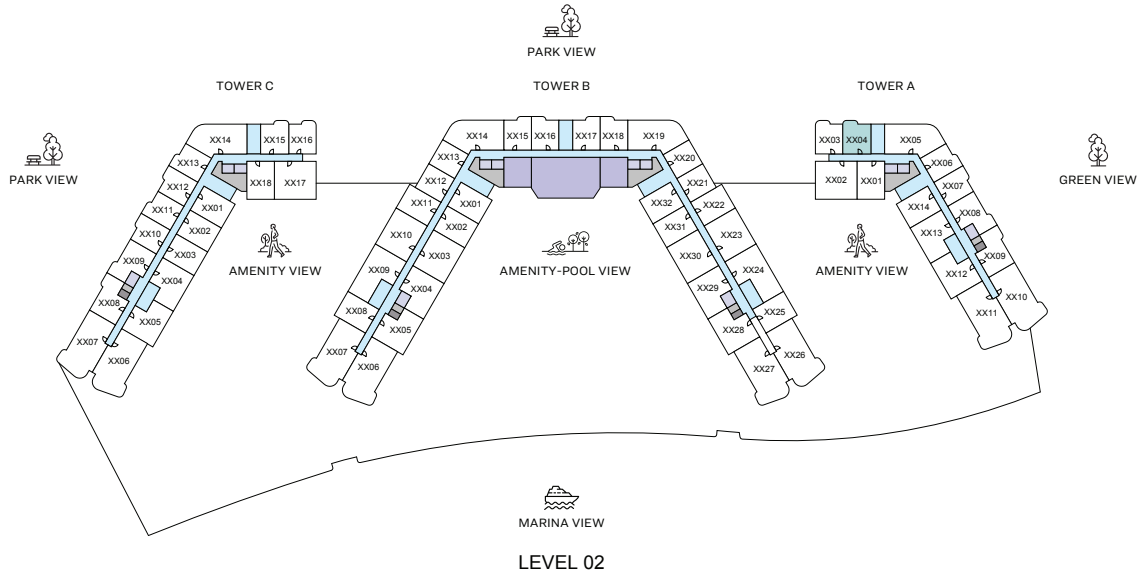 PARK VIEW
TOWER C
TOWER B
TOWER A
PARK VIEW
GREEN VIEW
XX14
XX15
XX16
XX13
XX18
XX17
XX12
XX01
XX11
XX02
XX10
XX03
XX09
XX04
XX08
XX05
XX07
XX06
XX14
XX15
XX16
XX17
XX18
XX19
XX13
XX20
XX12
XX01
XX32
XX21
XX11
XX02
XX31
XX22
XX10
XX03
XX30
XX23
XX09
XX04
XX29
XX24
XX08
XX05
XX28
XX25
XX07
XX06
XX27
XX26
XX03
XX04
XX05
XX02
XX01
XX06
XX07
XX14
XX08
XX13
XX09
XX12
XX10
XX11
AMENITY VIEW
AMENITY-POOL VIEW
AMENITY VIEW
MARINA VIEW
LEVEL 02